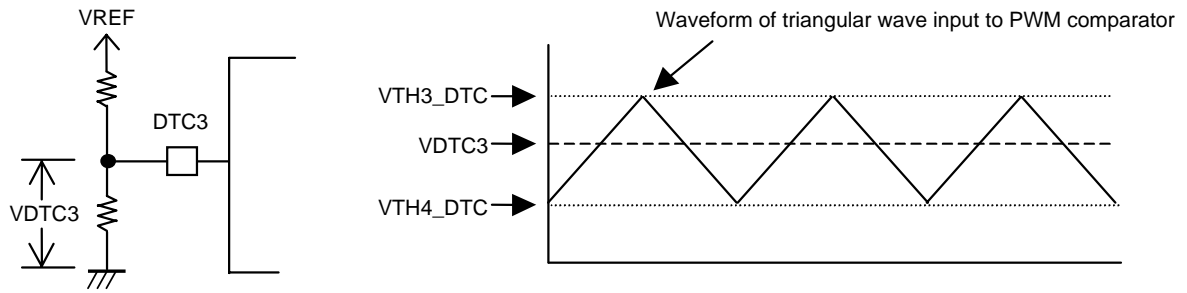 VREF
DTC3
VDTC3
Waveform of triangular wave input to PWM comparator
VTH3_DTC
VDTC3
VTH4_DTC